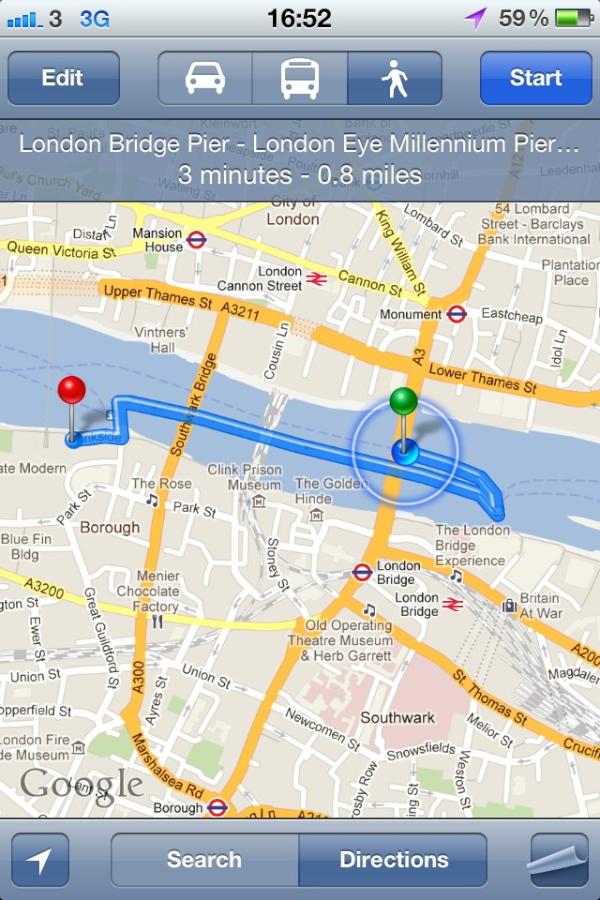 3 3G 16:52 59%
Edit
Start
London Bridge Pier - London Eye Millennium Pier…
3 minutes - 0.8 miles
City of
London
Lombard St
54 Lombard
Street - Barclays
Bank International
King William St
Distaff Ln
Mansion
House
Queen Victoria St
London
Cannon Street
Cannon St
Plantation
Place
Monument
Eastcheap
Idol Ln
Upper Thames St A3211
Vintners'
Hall
Cousin Ln
A3
Lower Thames St
Southwark Bridge
Bankside
ate Modern
Clink Prison
Museum
The Golden
Hinde
The Rose
Park St
Park St
Borough
Blue Fin
Bldg
Stoney St
The London
Bridge
Experience
London
Bridge
London
Bridge
Britain
At War
Menier
Chocolate
Factory
A3200
gton St
Ewer St
Great Guildford St
Old Operating
Theatre Museum
& Herb Garrett
A200
Magdalen
Union St
Union St
A300
Ayres St
St. Thomas St
opperfield St
Southwark
Newcomen St
Melior St
Crucifi
Snowsfields
London Fire
de Museum
Marshalsea Rd
Weston St
osby Row
Google
Borough
Search
Directions